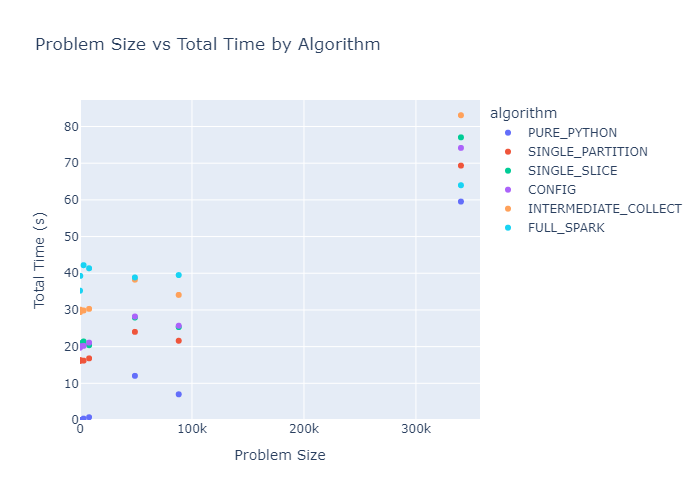 Problem Size vs Total Time by Algorithm
algorithm
PURE_PYTHON
SINGLE_PARTITION
SINGLE_SLICE
CONFIG
INTERMEDIATE_COLLECT
FULL_SPARK
Total Time (s)
80
70
60
50
40
30
20
10
0
0 100k 200k 300k
Problem Size